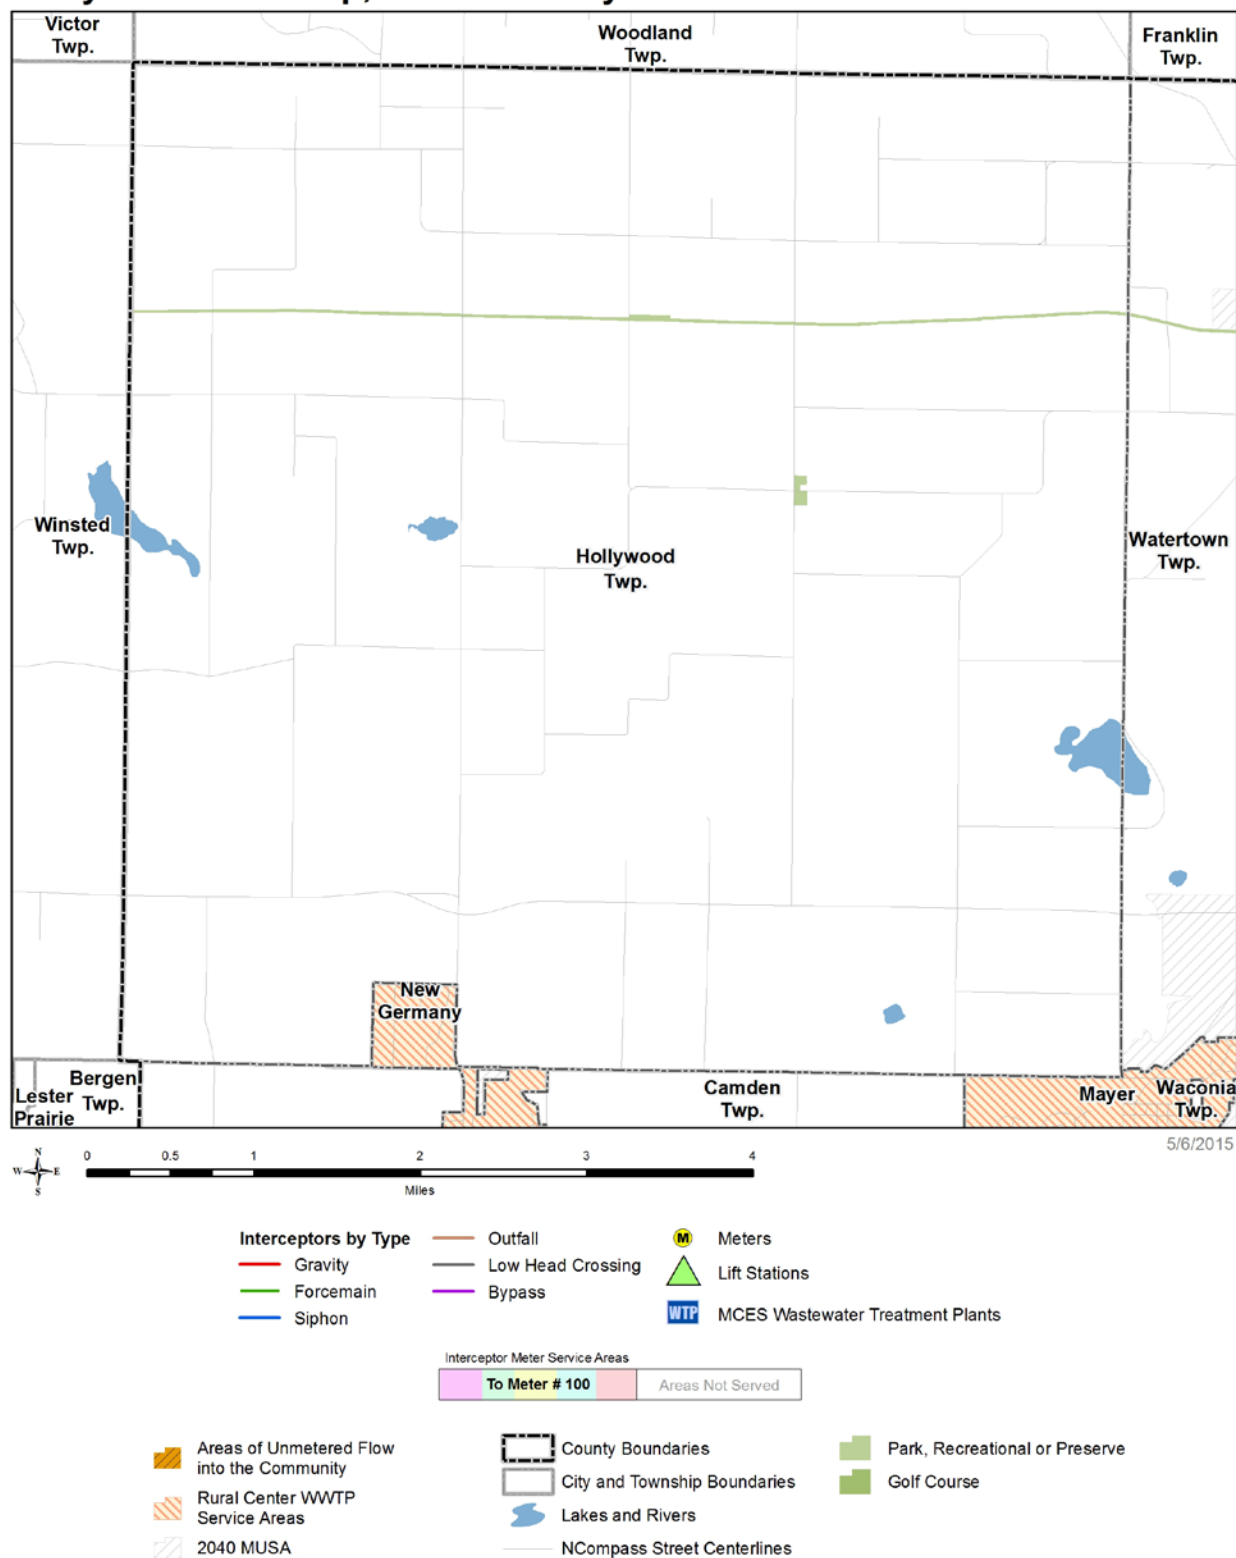 Victor
Twp.
Woodland
Twp.
Franklin
Twp.
Winsted
Twp.
Hollywood
Twp.
Watertown
Twp.
New
Germany
Bergen
Twp.
Lester
Prairie
Camden
Twp.
Mayer
Waconia
Twp.
5/6/2015
N
W E
S
0 0.5 1 2 3 4
Miles
Interceptors by Type
Gravity
Forcemain
Siphon
Outfall
Low Head Crossing
Bypass
M Meters
Lift Stations
WTP MCES Wastewater Treatment Plants
Interceptor Meter Service Areas
To Meter # 100 Areas Not Served
Areas of Unmetered Flow
into the Community
Rural Center WWTP
Service Areas
2040 MUSA
County Boundaries
City and Township Boundaries
Lakes and Rivers
NCompass Street Centerlines
Park, Recreational or Preserve
Golf Course